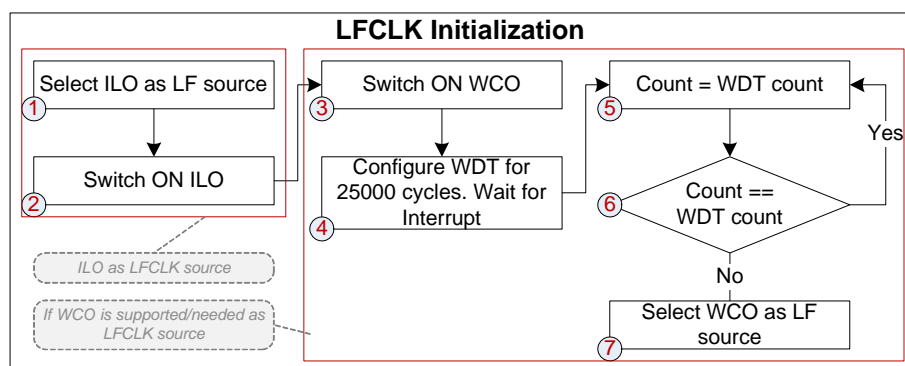 LFCLK Initialization
Select ILO as LF source
1
Switch ON ILO
2
ILO as LFCLK source
If WCO is supported/needed as
LFCLK source
Switch ON WCO
3
Configure WDT for
25000 cycles. Wait for
Interrupt
4
Count = WDT count
5
Yes
Count ==
WDT count
6
No
Select WCO as LF
source
7